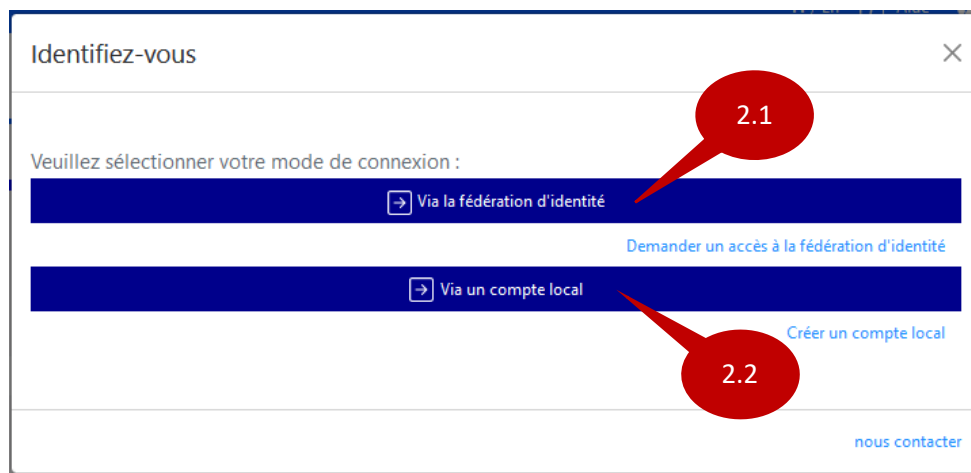 Identifiez-vous
2.1
Veuillez sélectionner votre mode de connexion :
Via la fédération d'identité
Demander un accès à la fédération d'identité
Via un compte local
Créer un compte local
2.2
nous contacter